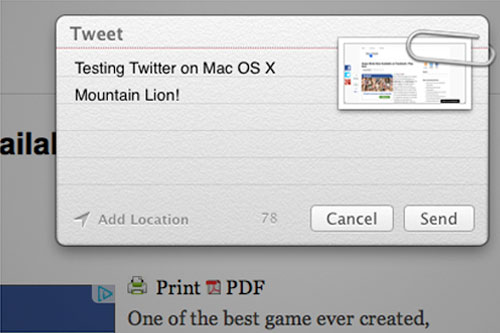 Tweet
Testing Twitter on Mac OS X
Mountain Lion!
Add Location 78 Cancel Send
Print PDF
One of the best game ever created,